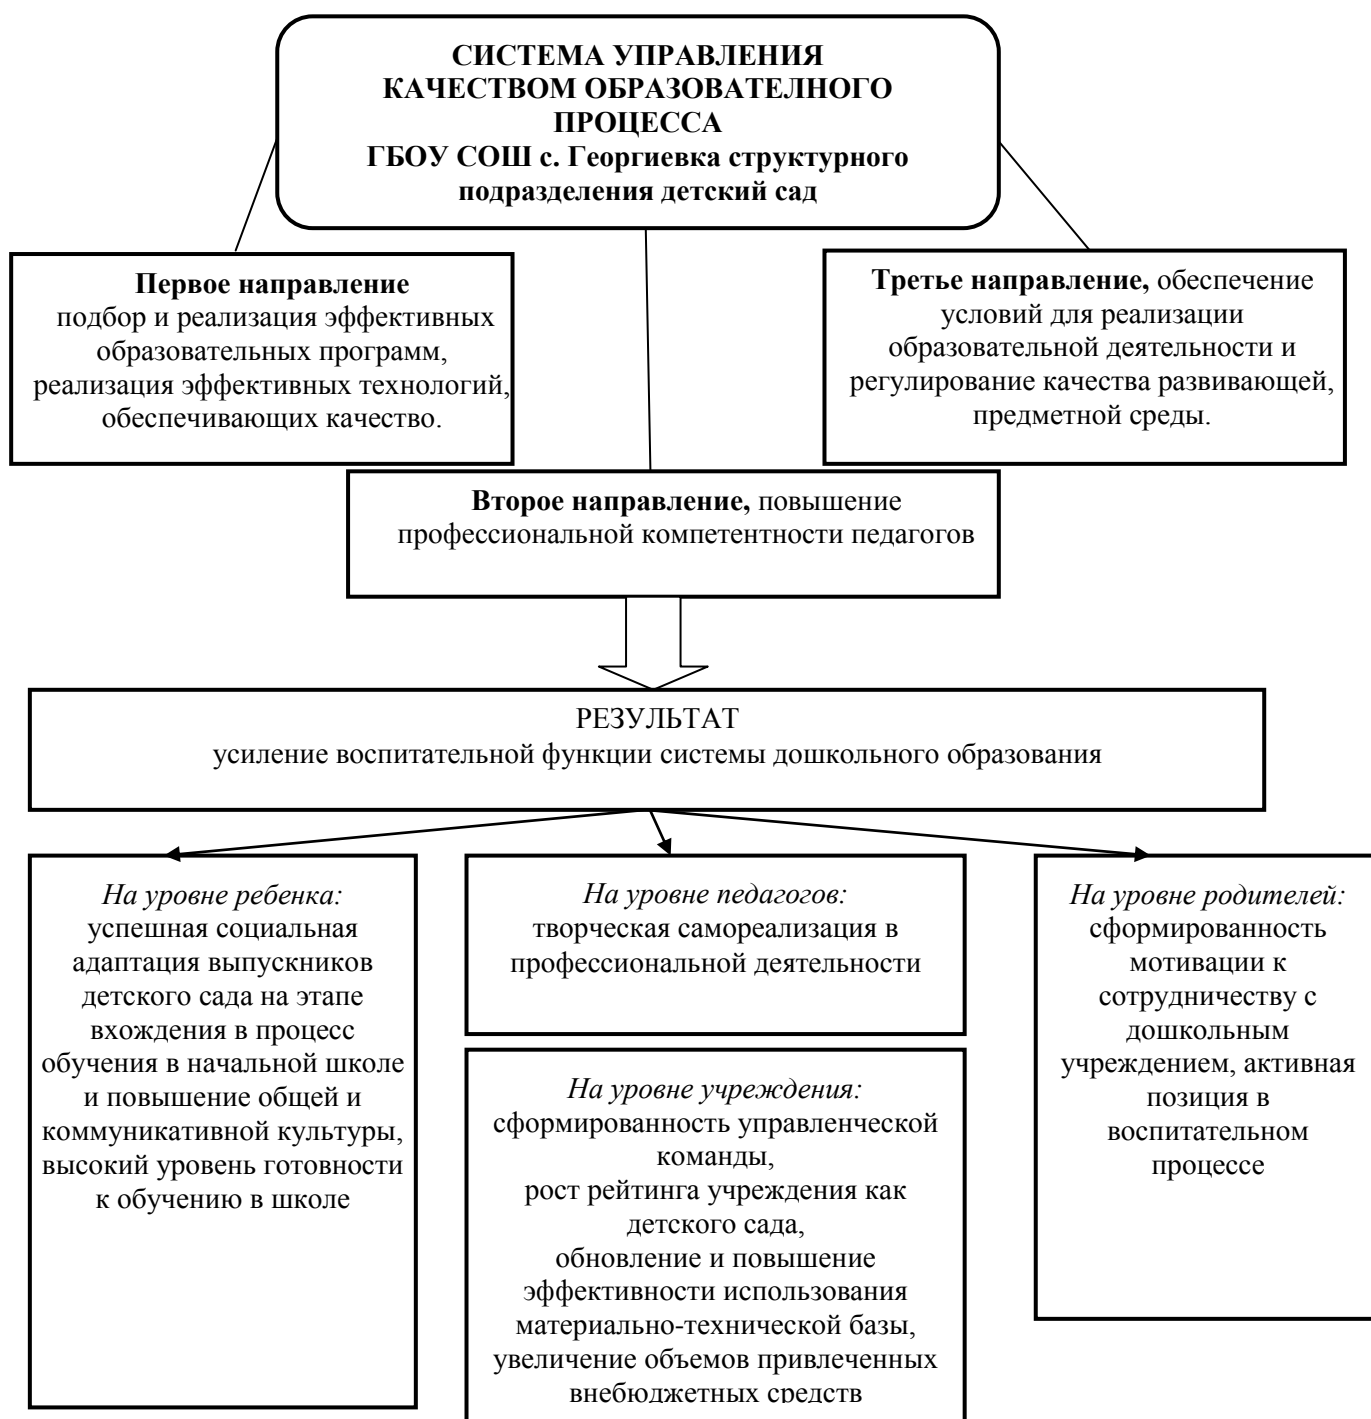 СИСТЕМА УПРАВЛЕНИЯ
КАЧЕСТВОМ ОБРАЗОВАТЕЛНОГО
ПРОЦЕССА
ГБОУ СОШ с. Георгиевка структурного
подразделения детский сад
Первое направление
подбор и реализация эффективных
образовательных программ,
реализация эффективных технологий,
обеспечивающих качество.
Третье направление, обеспечение
условий для реализации
образовательной деятельности и
регулирование качества развивающей,
предметной среды.
Второе направление, повышение
профессиональной компетентности педагогов
РЕЗУЛЬТАТ
усиление воспитательной функции системы дошкольного образования
На уровне ребенка:
успешная социальная
адаптация выпускников
детского сада на этапе
вхождения в процесс
обучения в начальной школе
и повышение общей и
коммуникативной культуры,
высокий уровень готовности
к обучению в школе
На уровне педагогов:
творческая самореализация в
профессиональной деятельности
На уровне учреждения:
сформированность управленческой
команды,
рост рейтинга учреждения как
детского сада,
обновление и повышение
эффективности использования
материально-технической базы,
увеличение объемов привлеченных
внебюджетных средств
На уровне родителей:
сформированность
мотивации к
сотрудничеству с
дошкольным
учреждением, активная
позиция в
воспитательном
процессе